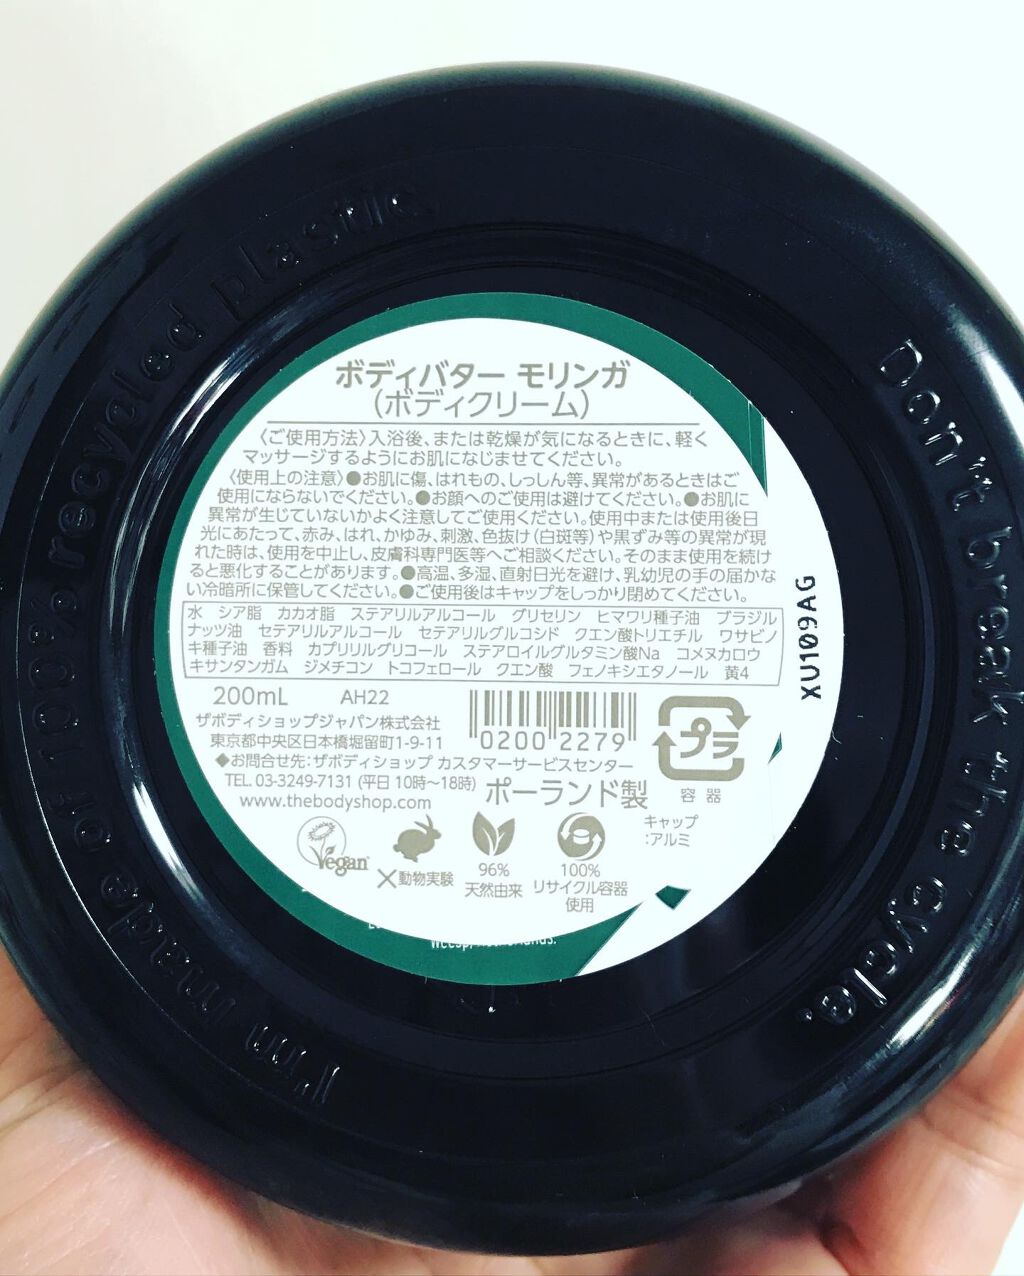 I'm made of 100% recycled plastic.
Don't break the cycle.
ボディバター モリンガ
(ボディクリーム)
〈ご使用方法〉入浴後、または乾燥が気になるときに、軽く
マッサージするようにお肌になじませてください。
〈使用上の注意〉●お肌に傷、はれもの、しっしん等、異常があるときはご
使用にならないでください。●お顔へのご使用は避けてください。●お肌に
異常が生じていないかよく注意してご使用ください。使用中または使用後日
光にあたって、赤み、はれ、かゆみ、刺激、色抜け(白斑等)や黒ずみ等の異常が現
れた時は、使用を中止し、皮膚科専門医等へご相談ください。そのまま使用を続け
ると悪化することがあります。●高温、多湿、直射日光を避け、乳幼児の手の届かな
い冷暗所に保管してください。●ご使用後はキャップをしっかり閉めてください。
水 シア脂 カカオ脂 ステアリルアルコール グリセリン ヒマワリ種子油 ブラジル
ナッツ油 セテアリルアルコール セテアリルグルコシド クエン酸トリエチル ワサビノ
キ種子油 香料 カプリリルグリコール ステアロイルグルタミン酸Na コメヌカロウ
キサンタンガム ジメチコン トコフェロール クエン酸 フェノキシエタノール 黄4
200mL AH22
ザボディショップジャパン株式会社
東京都中央区日本橋堀留町1-9-11
◆お問合せ先:ザボディショップ カスタマーサービスセンター
TEL. 03-3249-7131 (平日 10時〜18時)
www.thebodyshop.com
0200 2279
ポーランド製
プラ
容器
キャップ
:アルミ
Vegan
×動物実験
96%
天然由来
100%
リサイクル容器
使用
XU109AG